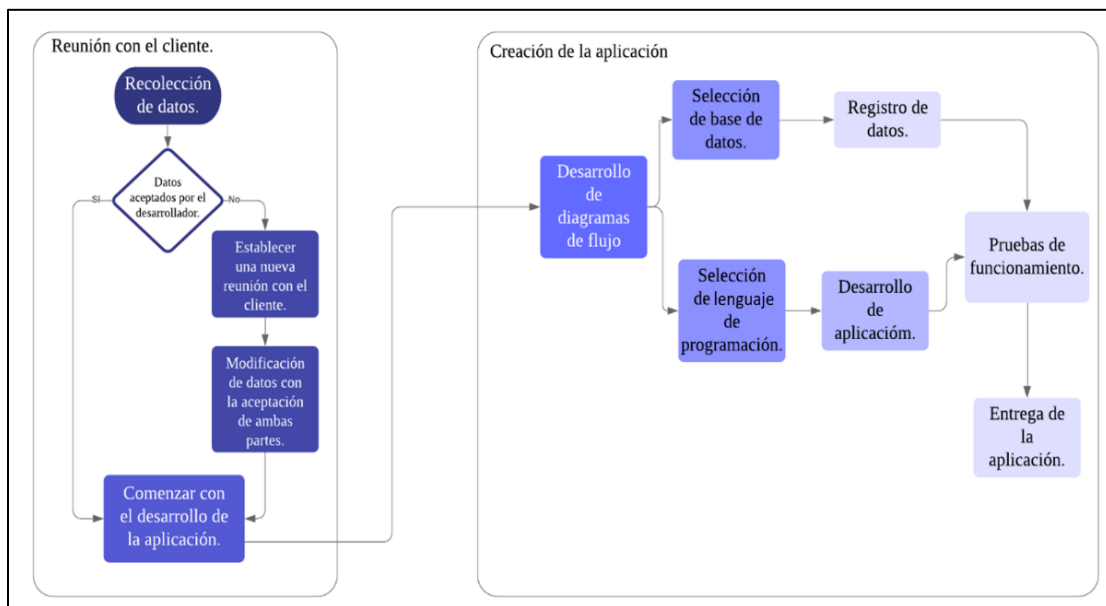 Reunión con el cliente.
Recolección
de datos.
Datos
aceptados por el
desarrollador.
Sí
No
Establecer
una nueva
reunión con el
cliente.
Modificación
de datos con
la aceptación
de ambas
partes.
Comenzar con
el desarrollo de
la aplicación.
Creación de la aplicación
Desarrollo
de
diagramas
de flujo
Selección
de base de
datos.
Registro de
datos.
Selección
de lenguaje
de
programación.
Desarrollo
de
aplicacióm.
Pruebas de
funcionamiento.
Entrega de
la
aplicación.